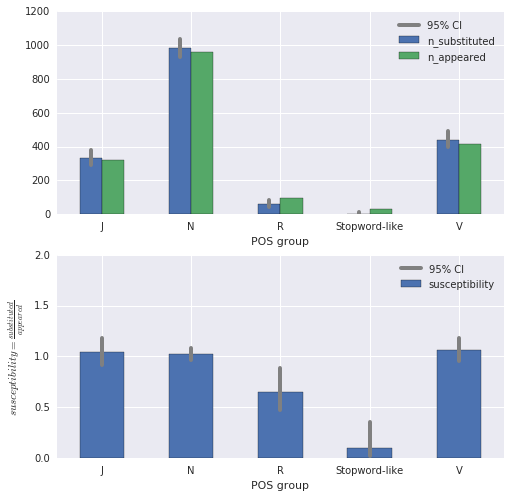 1200
1000
800
600
400
200
0
95% CI
n_substituted
n_appeared
J N R Stopword-like V
POS group
2.0
1.5
1.0
0.5
0.0
susceptibility = substituted / appeared
95% CI
susceptibility
J N R Stopword-like V
POS group